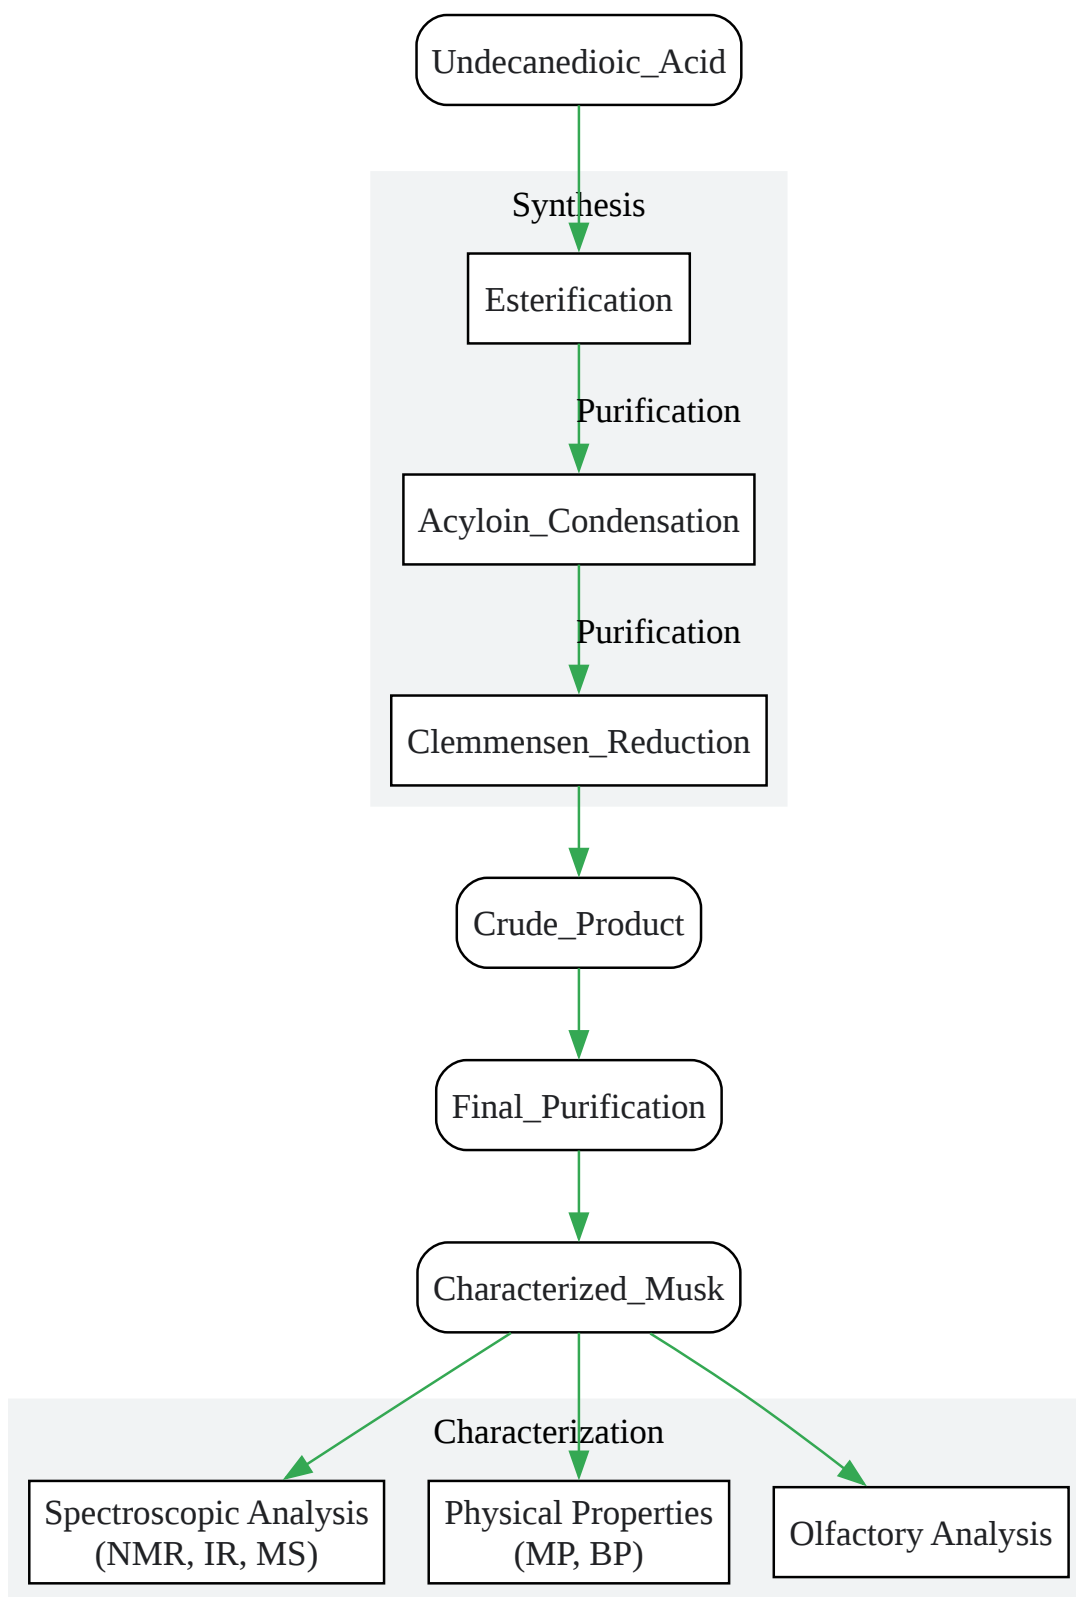 Undecanedioic_Acid
Synthesis
Esterification
Purification
Acyloin_Condensation
Purification
Clemmensen_Reduction
Crude_Product
Final_Purification
Characterized_Musk
Characterization
Spectroscopic Analysis
(NMR, IR, MS)
Physical Properties
(MP, BP)
Olfactory Analysis